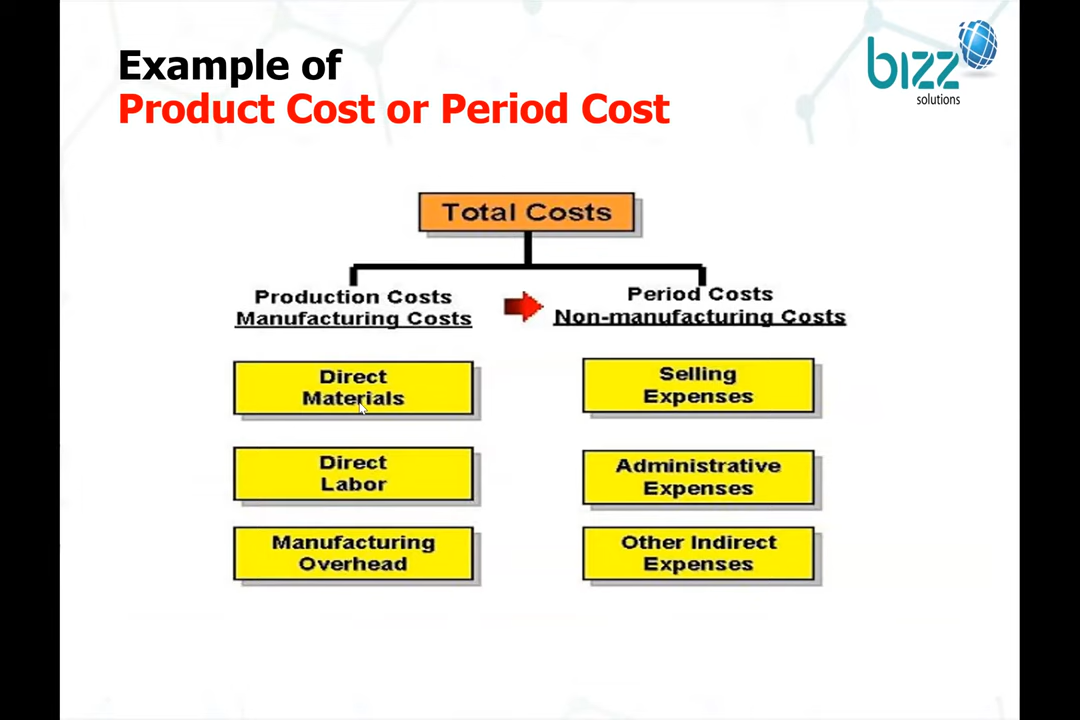 Example of
Product Cost or Period Cost
bizz
solutions
Total Costs
Production Costs
Manufacturing Costs
Period Costs
Non-manufacturing Costs
Direct
Materials
Selling
Expenses
Direct
Labor
Administrative
Expenses
Manufacturing
Overhead
Other Indirect
Expenses